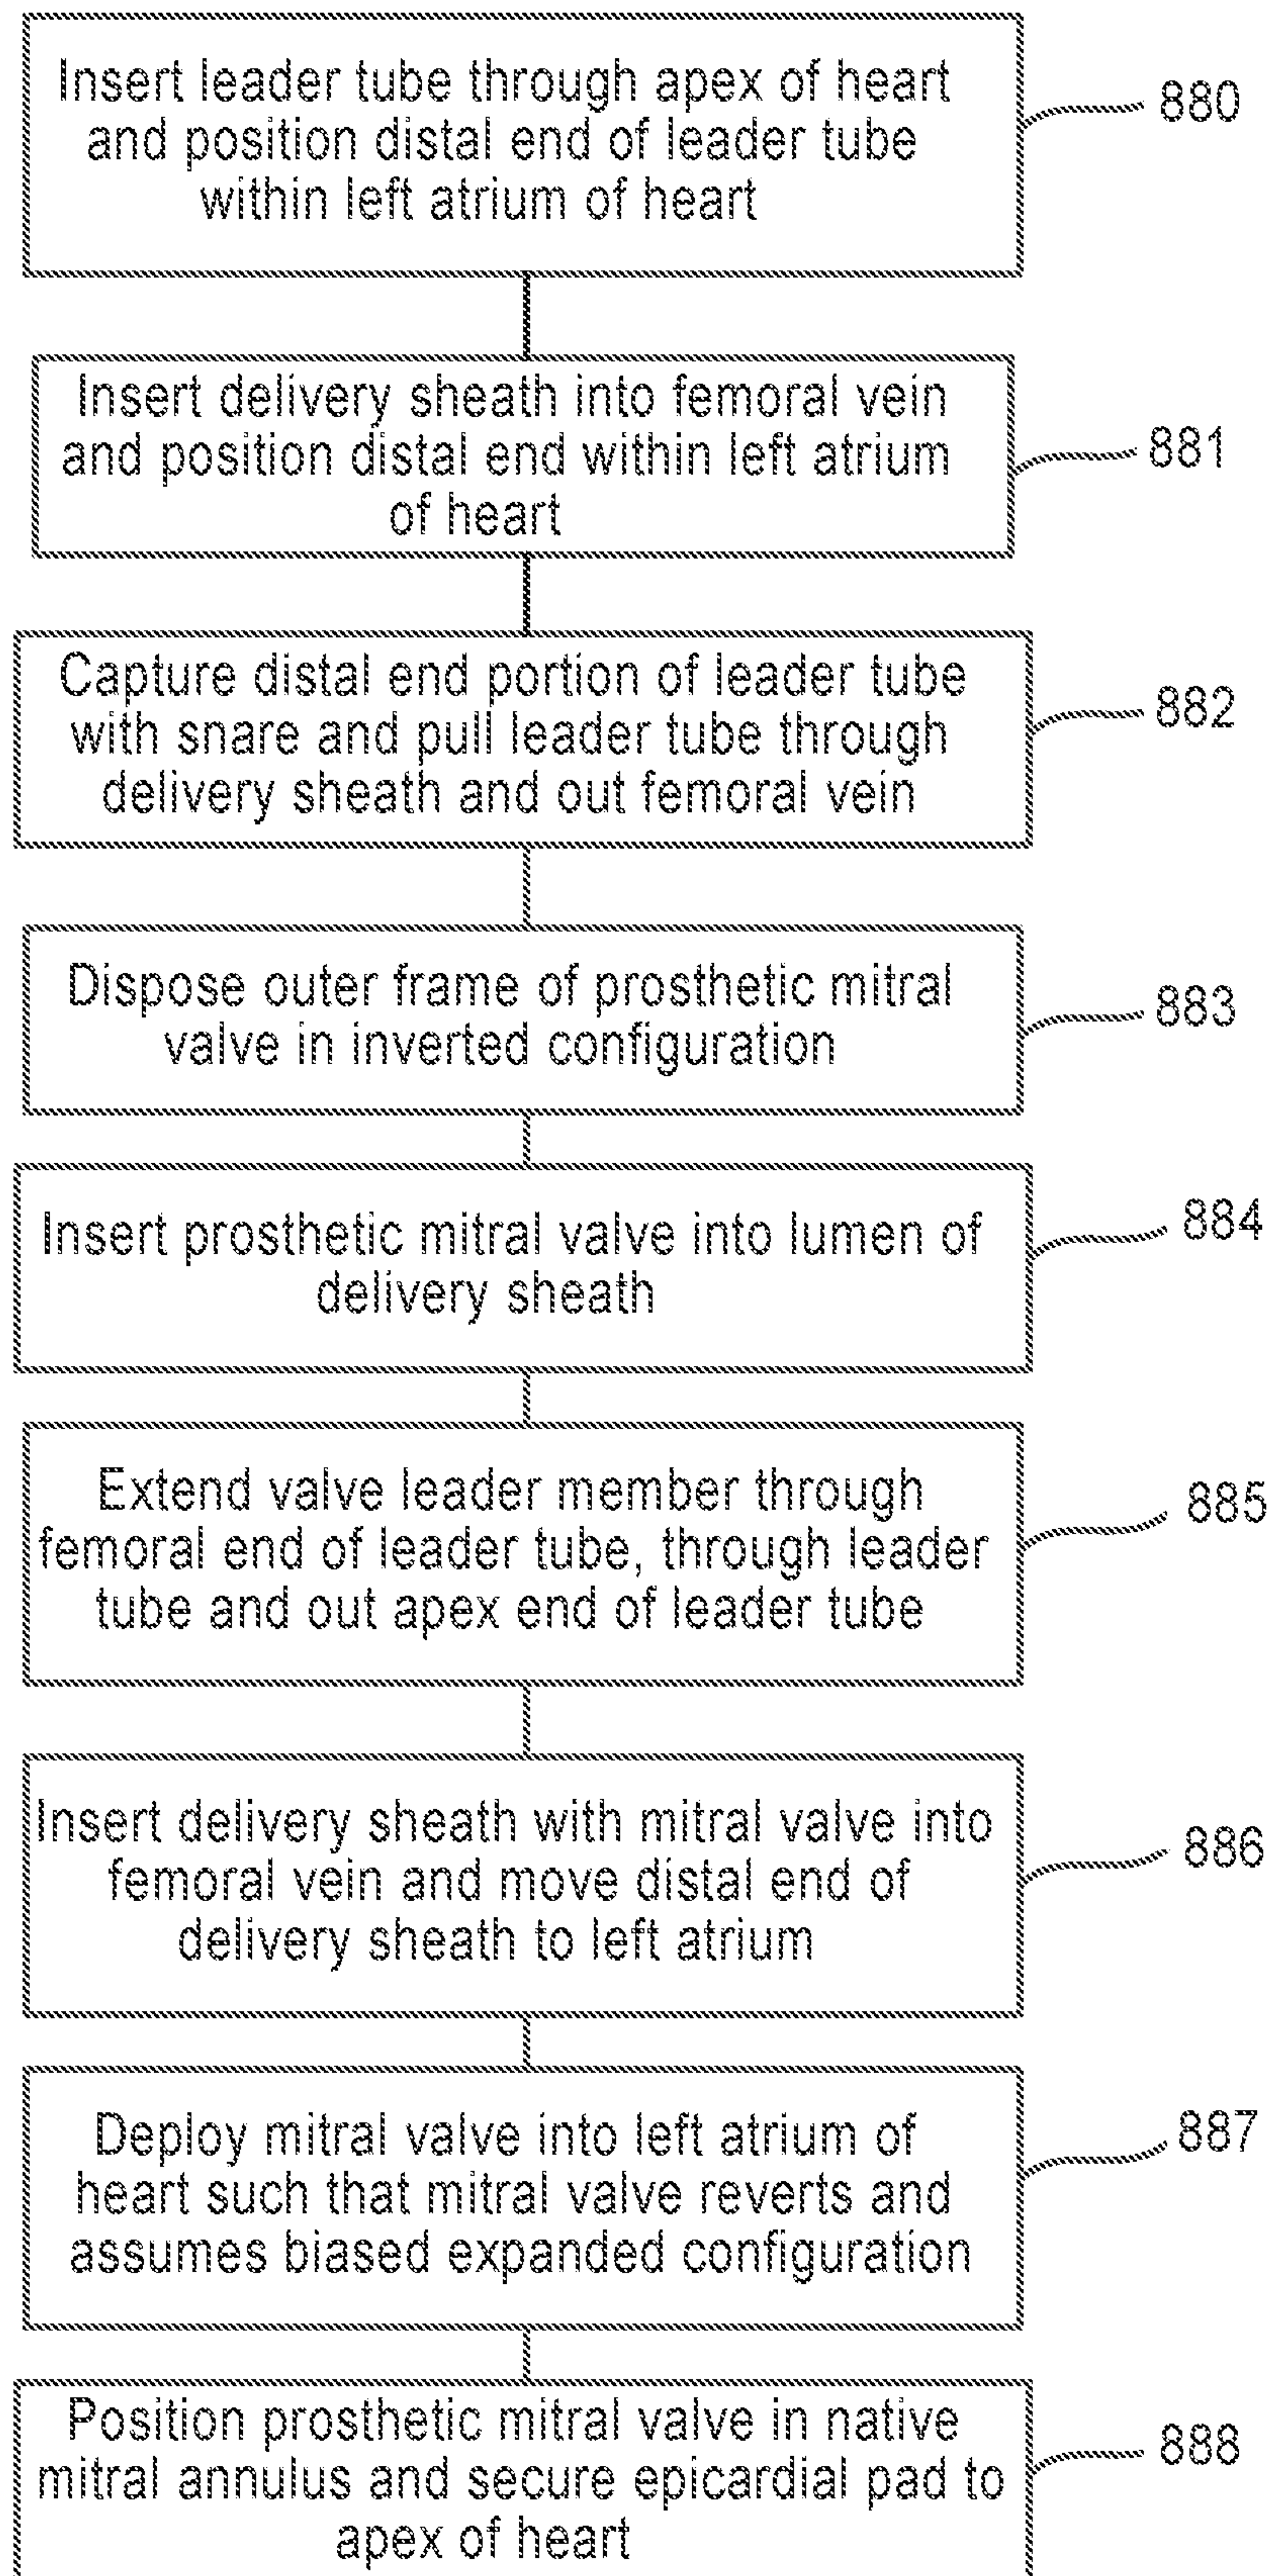 Insert leader tube through apex of heart
and position distal end of leader tube
within left atrium of heart
880
Insert delivery sheath into femoral vein
and position distal end within left atrium
of heart
881
Capture distal end portion of leader tube
with snare and pull leader tube through
delivery sheath and out femoral vein
882
Dispose outer frame of prosthetic mitral
valve in inverted configuration
883
Insert prosthetic mitral valve into lumen of
delivery sheath
884
Extend valve leader member through
femoral end of leader tube, through leader
tube and out apex end of leader tube
885
Insert delivery sheath with mitral valve into
femoral vein and move distal end of
delivery sheath to left atrium
886
Deploy mitral valve into left atrium of
heart such that mitral valve reverts and
assumes biased expanded configuration
887
Position prosthetic mitral valve in native
mitral annulus and secure epicardial pad to
apex of heart
888